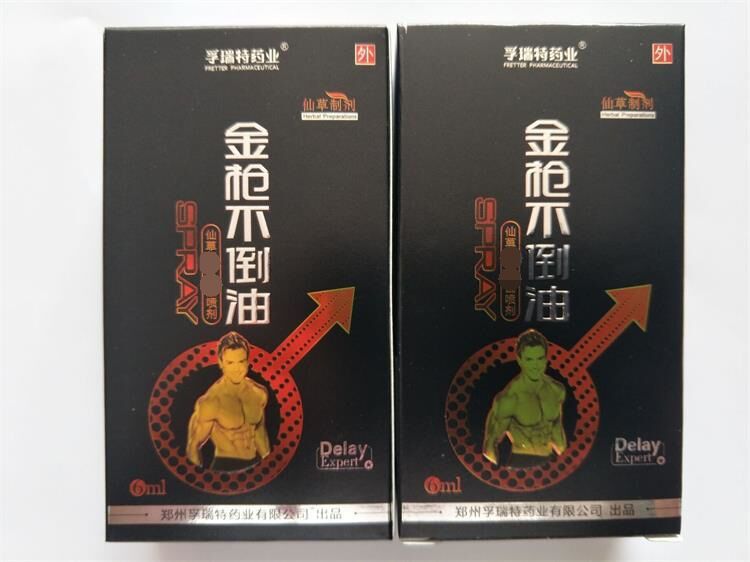 孚瑞特药业®
FRETTER PHARMACEUTICAL
外
仙草制剂
Herbal Preparations
金枪不倒油
SPRAY
仙草
喷剂
Delay
Expert
6ml
郑州孚瑞特药业有限公司 出品
孚瑞特药业®
FRETTER PHARMACEUTICAL
外
仙草制剂
Herbal Preparations
金枪不倒油
SPRAY
仙草
Delay
Expert
6ml
郑州孚瑞特药业有限公司 出品